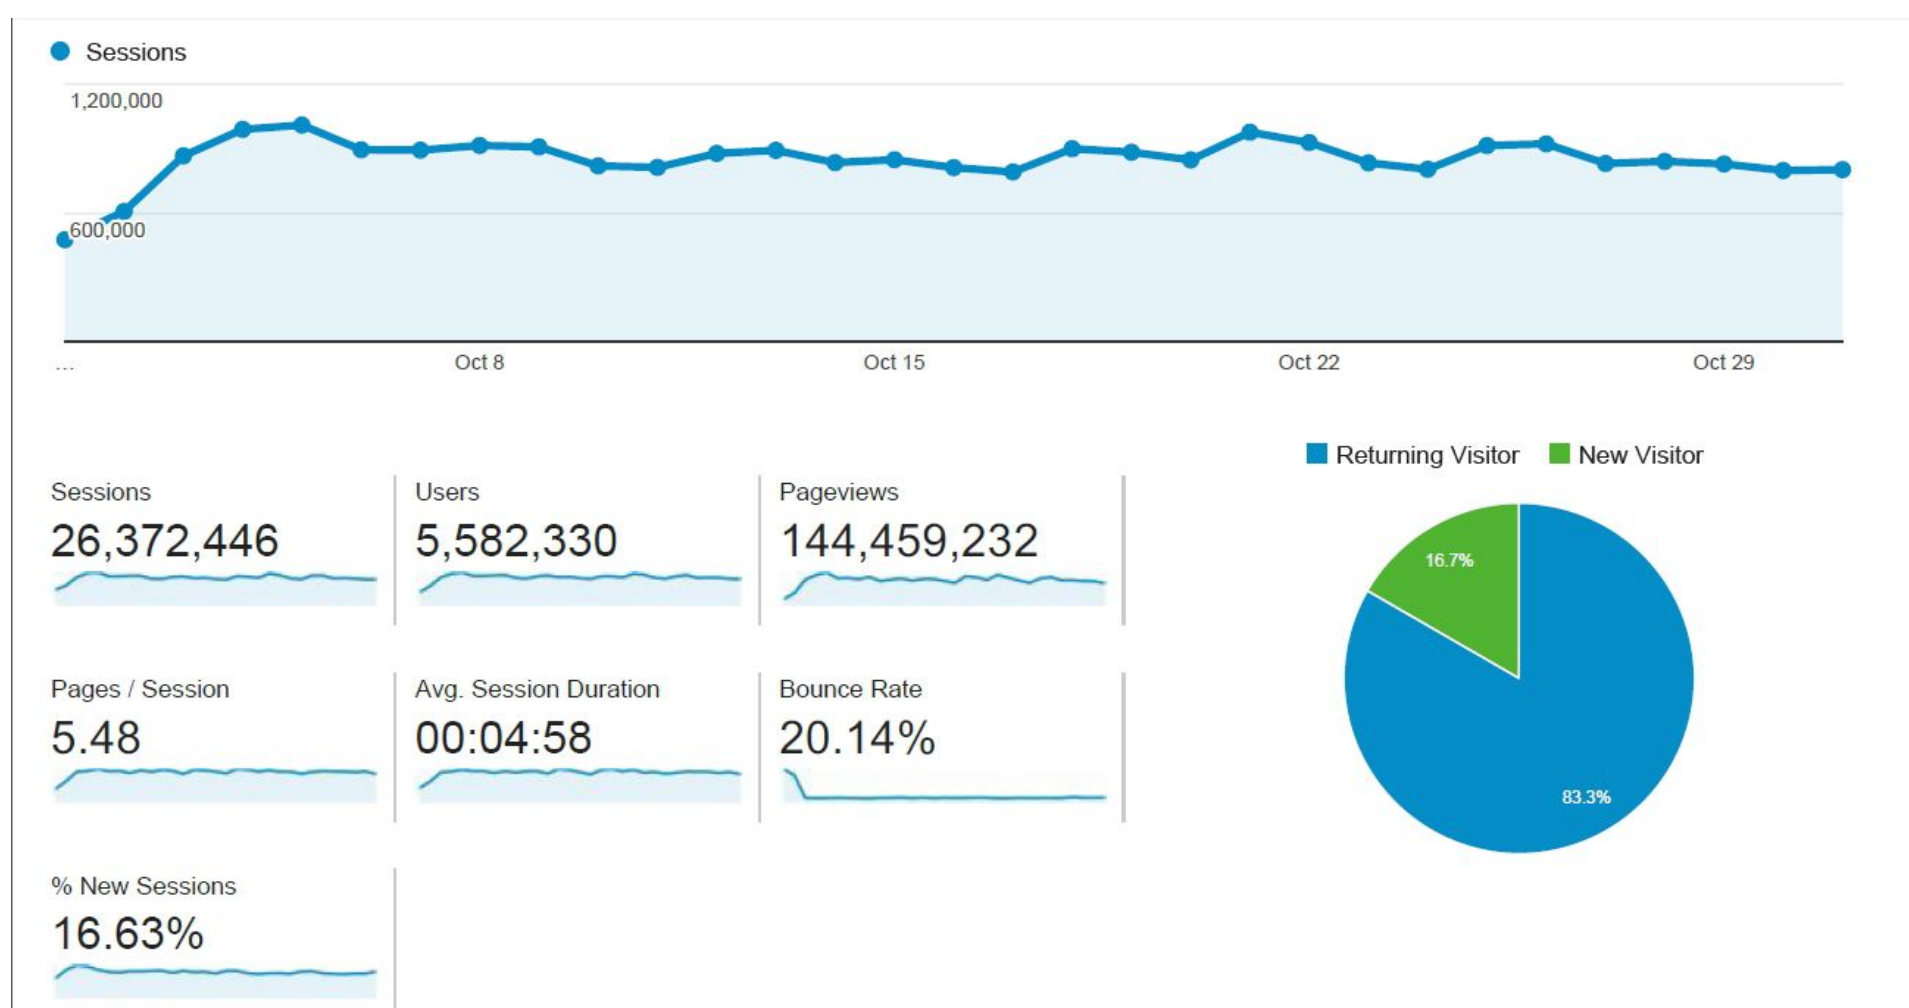 Sessions
1,200,000
600,000
... Oct 8 Oct 15 Oct 22 Oct 29
Returning Visitor New Visitor
Sessions Users Pageviews
26,372,446 5,582,330 144,459,232
16.7%
Pages / Session Avg. Session Duration Bounce Rate
5.48 00:04:58 20.14%
83.3%
% New Sessions
16.63%